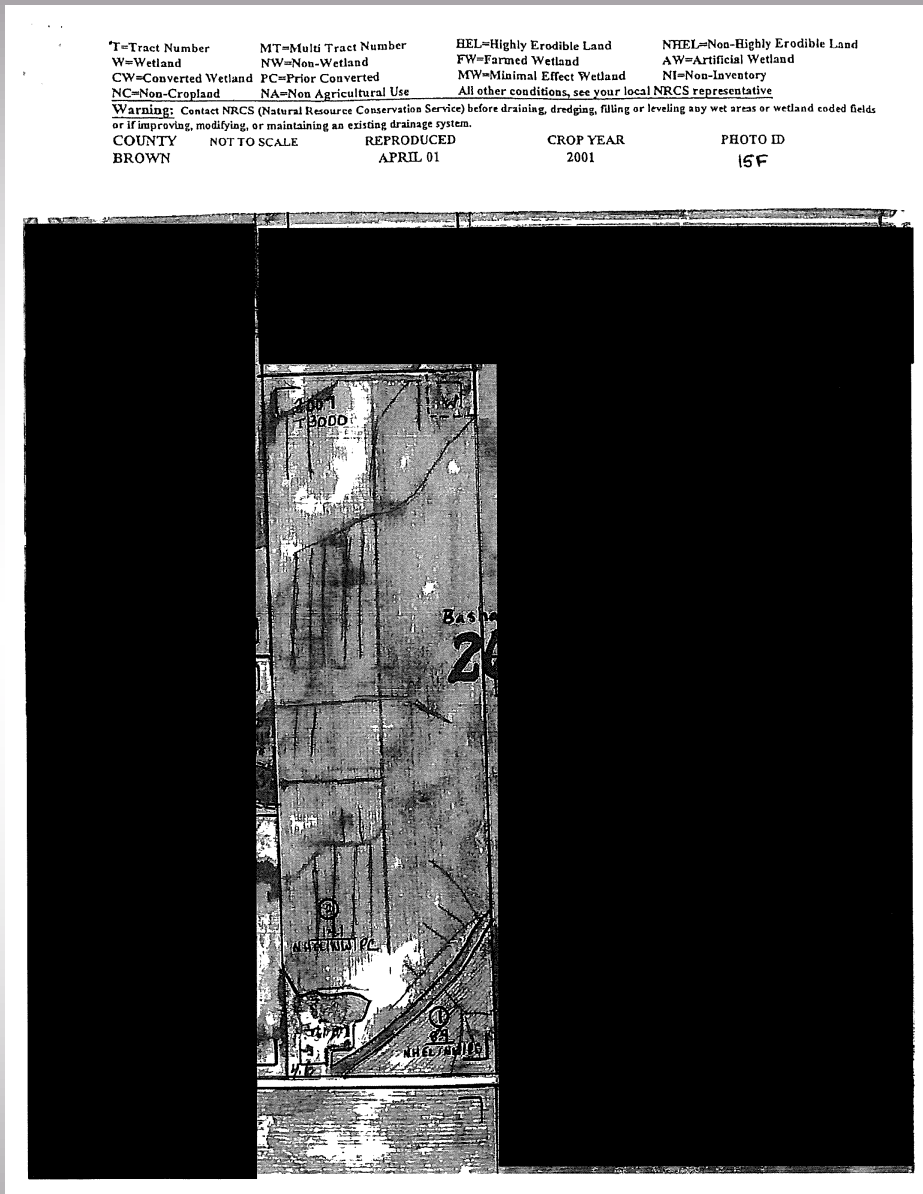 T=Tract Number MT=Multi Tract Number HEL=Highly Erodible Land NHEL=Non-Highly Erodible Land
W=Wetland NW=Non-Wetland FW=Farmed Wetland AW=Artificial Wetland
CW=Converted Wetland PC=Prior Converted MW=Minimal Effect Wetland NI=Non-Inventory
NC=Non-Cropland NA=Non Agricultural Use All other conditions, see your local NRCS representative
Warning: Contact NRCS (Natural Resource Conservation Service) before draining, dredging, filling or leveling any wet areas or wetland coded fields
or if improving, modifying, or maintaining an existing drainage system.
COUNTY NOT TO SCALE REPRODUCED CROP YEAR PHOTO ID
BROWN APRIL 01 2001 15F
W
Basha
26
NHEL/NW/PC
1